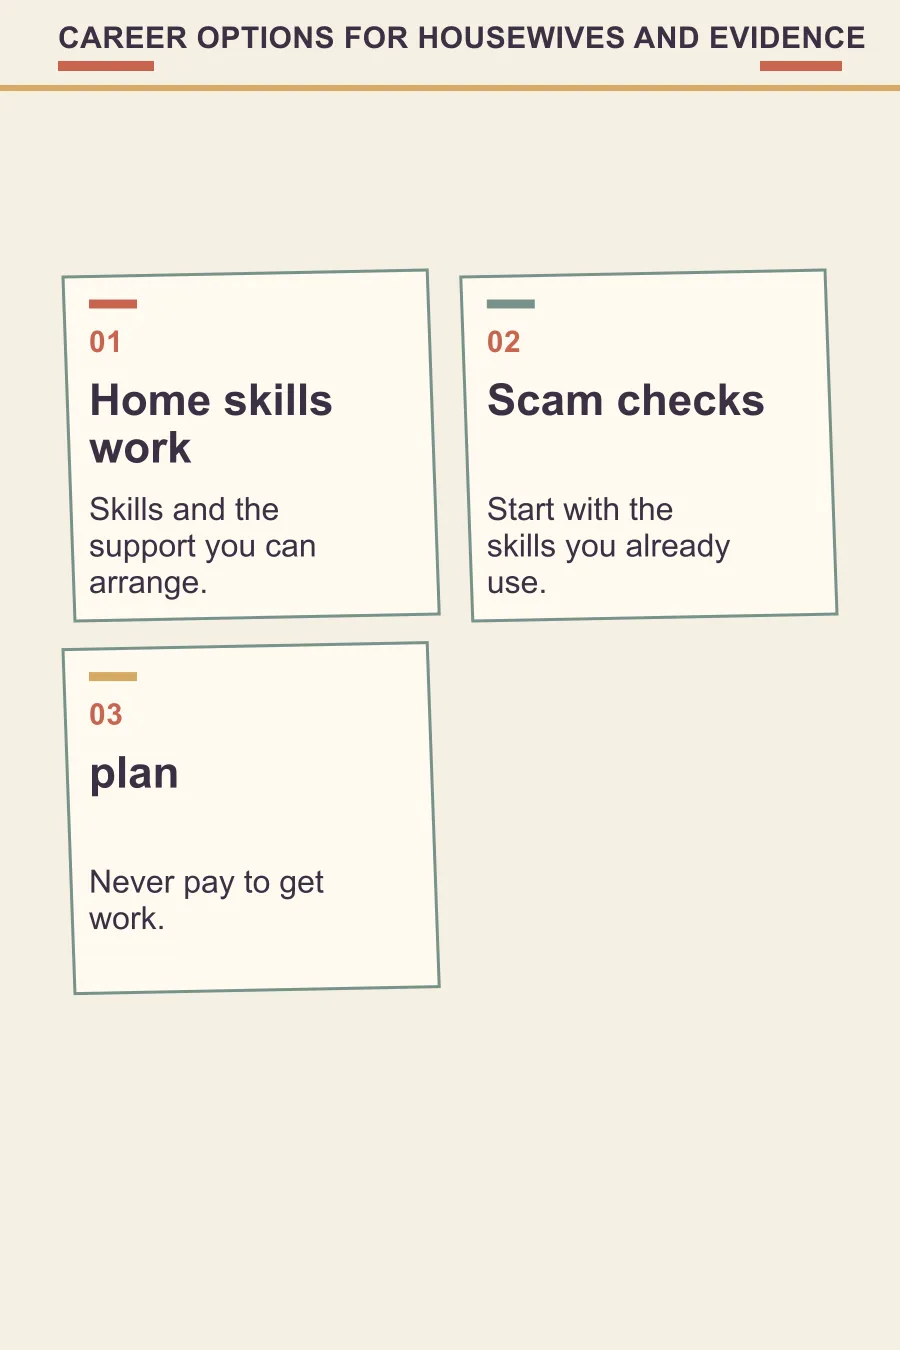 CAREER OPTIONS FOR HOUSEWIVES AND EVIDENCE
01
Home skills
work
Skills and the
support you can
arrange.
02
Scam checks
Start with the
skills you already
use.
03
plan
Never pay to get
work.